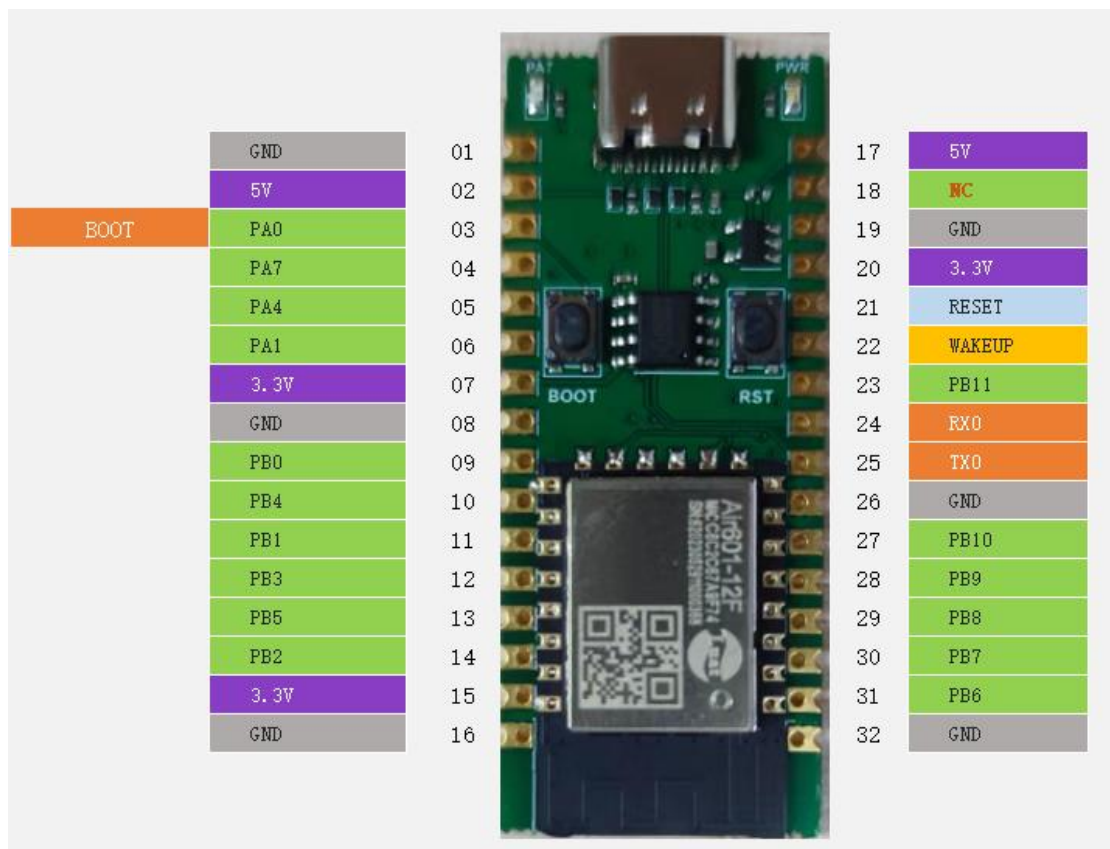 PA7 PWR
GND 01 17 5V
5V 02 18 NC
BOOT PA0 03 19 GND
PA7 04 20 3.3V
PA4 05 21 RESET
PA1 06 22 WAKEUP
3.3V 07 23 PB11
BOOT RST
GND 08 24 RX0
PB0 09 25 TX0
PB4 10 26 GND
PB1 11 27 PB10
PB3 12 28 PB9
PB5 13 29 PB8
PB2 14 30 PB7
3.3V 15 31 PB6
GND 16 32 GND
Air601-12F